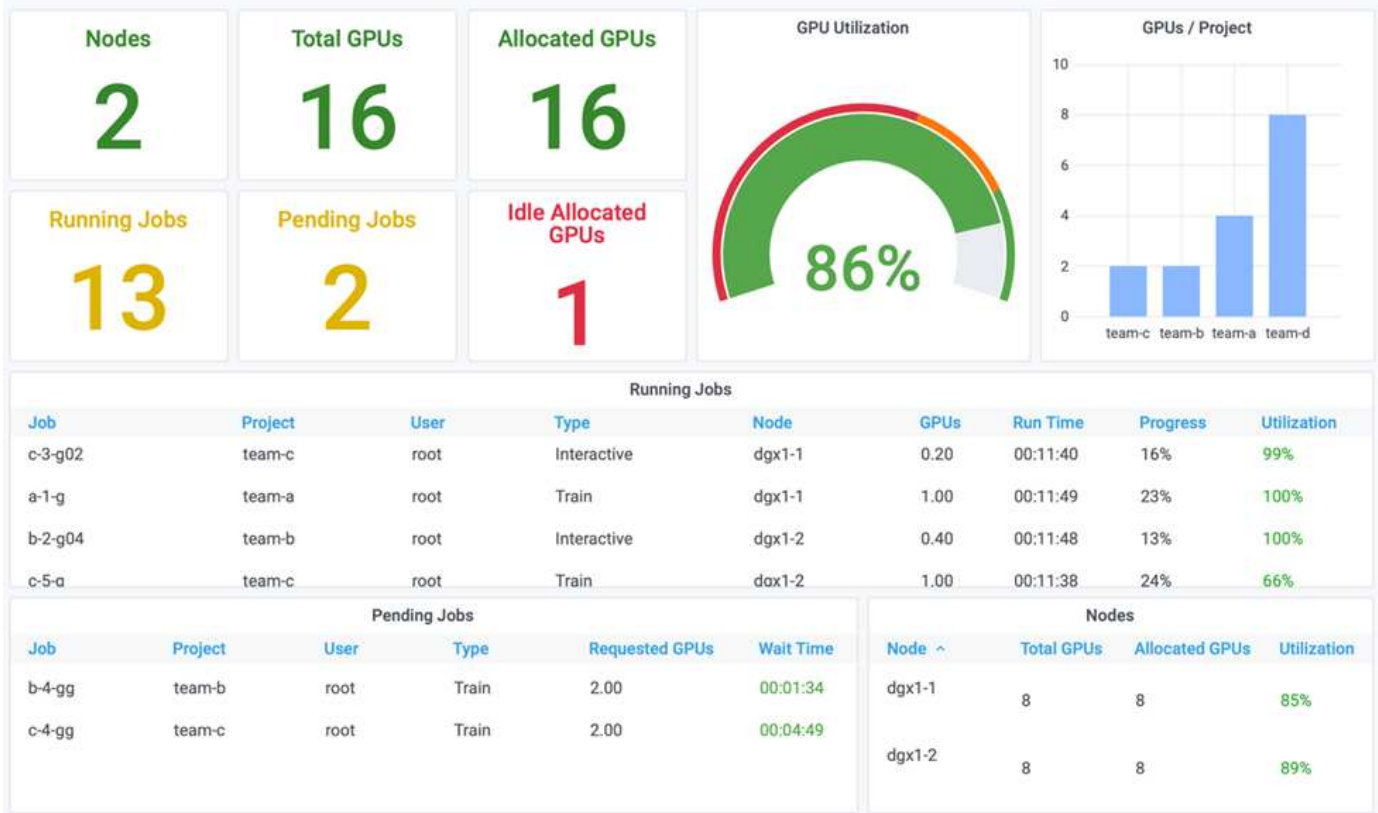 Nodes
2
Total GPUs
16
Allocated GPUs
16
Running Jobs
13
Pending Jobs
2
Idle Allocated
GPUs
1
GPU Utilization
86%
GPUs / Project
10
8
6
4
2
0
team-c team-b team-a team-d
Running Jobs
Job Project User Type Node GPUs Run Time Progress Utilization
c-3-g02 team-c root Interactive dgx1-1 0.20 00:11:40 16% 99%
a-1-g team-a root Train dgx1-1 1.00 00:11:49 23% 100%
b-2-g04 team-b root Interactive dgx1-2 0.40 00:11:48 13% 100%
c-5-g team-c root Train dgx1-2 1.00 00:11:38 24% 66%
Pending Jobs
Job Project User Type Requested GPUs Wait Time
b-4-gg team-b root Train 2.00 00:01:34
c-4-gg team-c root Train 2.00 00:04:49
Nodes
Node ^ Total GPUs Allocated GPUs Utilization
dgx1-1 8 8 85%
dgx1-2 8 8 89%